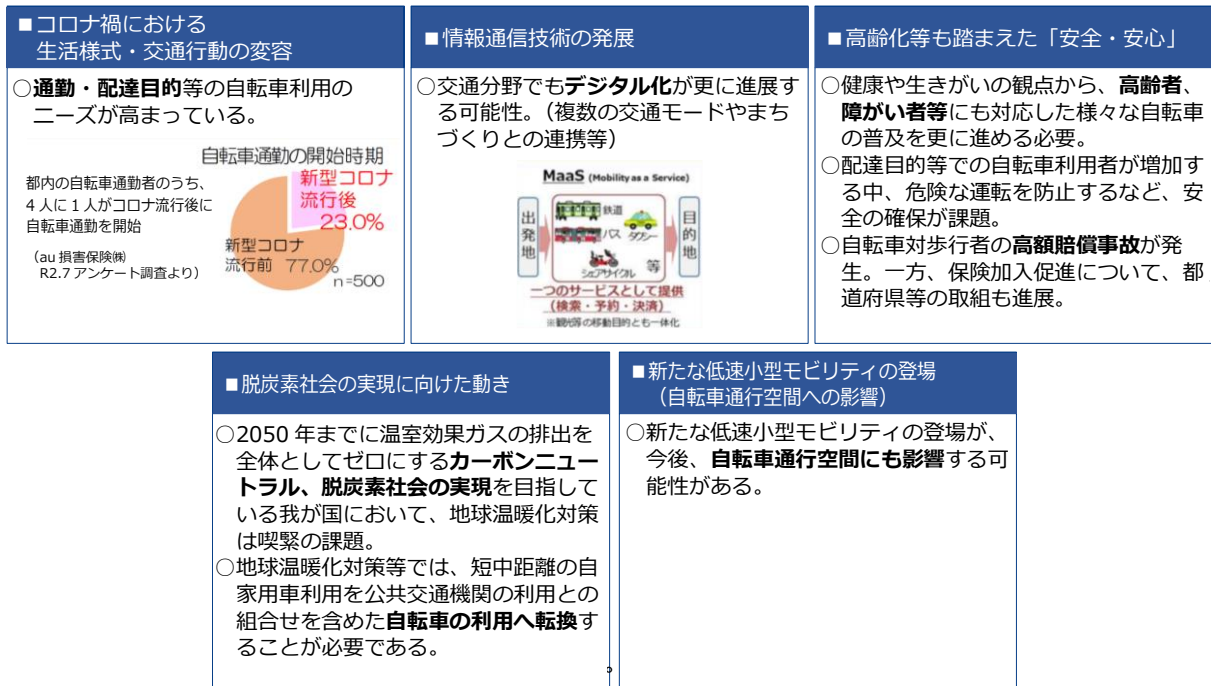 ■コロナ禍における
生活様式・交通行動の変容
○通勤・配達目的等の自転車利用の
ニーズが高まっている。
自転車通勤の開始時期
都内の自転車通勤者のうち、
4人に1人がコロナ流行後に
自転車通勤を開始
（au 損害保険㈱
R2.7 アンケート調査より）
新型コロナ
流行後
23.0%
新型コロナ
流行前 77.0%
n=500
■情報通信技術の発展
○交通分野でもデジタル化が更に進展す
る可能性。（複数の交通モードやまち
づくりとの連携等）
MaaS (Mobility as a Service)
出発地
鉄道
バス
タクシー
シェアサイクル
等
目的地
一つのサービスとして提供
（検索・予約・決済）
※観光等の移動目的とも一体化
■高齢化等も踏まえた「安全・安心」
○健康や生きがいの観点から、高齢者、
障がい者等にも対応した様々な自転車
の普及を更に進める必要。
○配達目的等での自転車利用者が増加す
る中、危険な運転を防止するなど、安
全の確保が課題。
○自転車対歩行者の高額賠償事故が発
生。一方、保険加入促進について、都
道府県等の取組も進展。
■脱炭素社会の実現に向けた動き
○2050 年までに温室効果ガスの排出を
全体としてゼロにするカーボンニュー
トラル、脱炭素社会の実現を目指して
いる我が国において、地球温暖化対策
は喫緊の課題。
○地球温暖化対策等では、短中距離の自
家用車利用を公共交通機関の利用との
組合せを含めた自転車の利用へ転換す
ることが必要である。
■新たな低速小型モビリティの登場
（自転車通行空間への影響）
○新たな低速小型モビリティの登場が、
今後、自転車通行空間にも影響する可
能性がある。